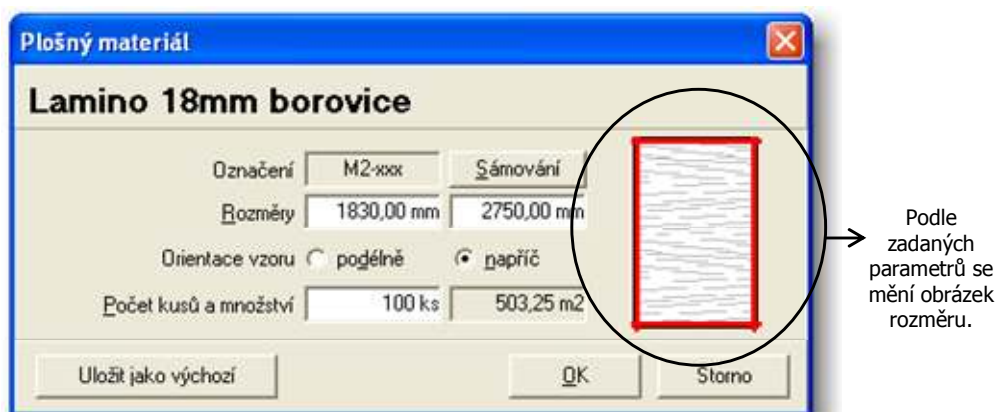 Plošný materiál
Lamino 18mm borovice
Označení M2-xxx Sámování
Rozměry 1830,00 mm 2750,00 mm
Orientace vzoru podélně napříč
Počet kusů a množství 100 ks 503,25 m2
Uložit jako výchozí OK Storno
Podle
zadaných
parametrů se
mění obrázek
rozměru.